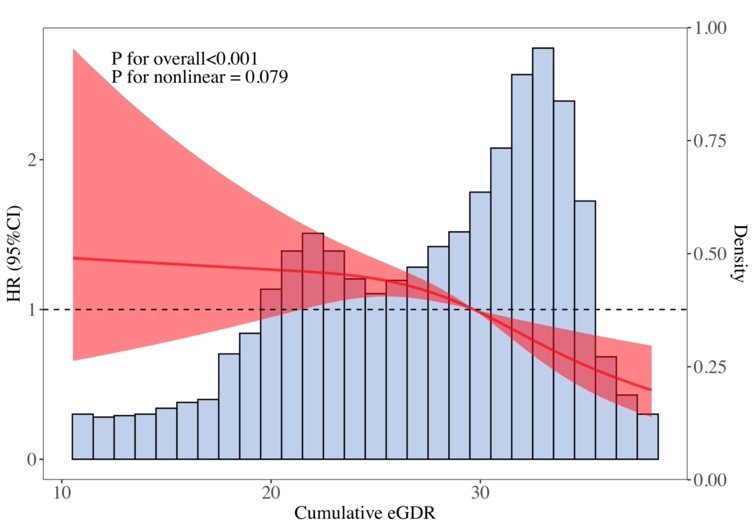 P for overall<0.001
P for nonlinear = 0.079
HR (95%CI)
2
1
0
1.00
0.75
0.50
0.25
0.00
Density
10 20 30
Cumulative eGDR